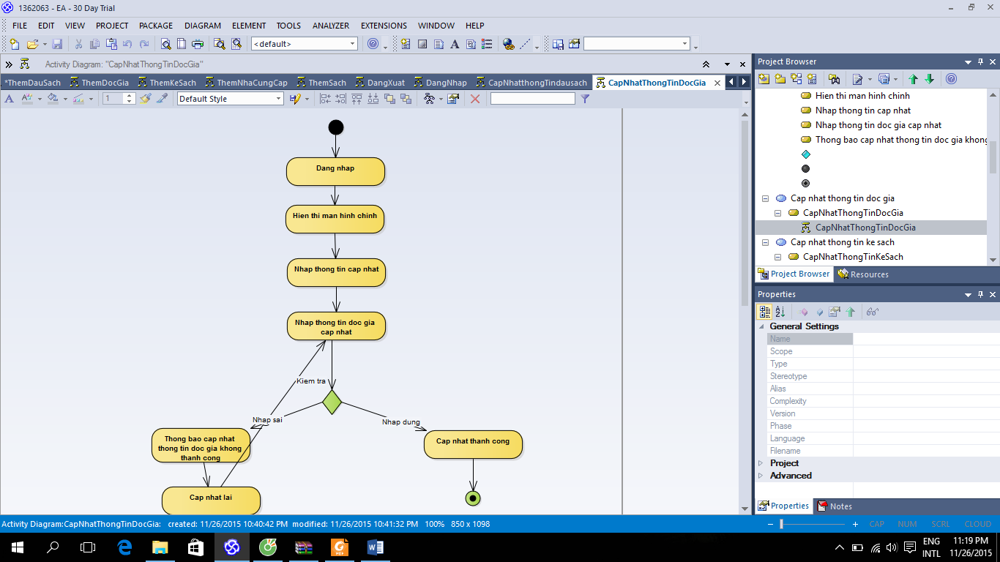 1362063 - EA - 30 Day Trial
FILE EDIT VIEW PROJECT PACKAGE DIAGRAM ELEMENT TOOLS ANALYZER EXTENSIONS WINDOW HELP
<default>
Activity Diagram: "CapNhatThongTinDocGia"
*ThemDauSach ThemDocGia ThemKeSach ThemNhaCungCap ThemSach DangXuat DangNhap CapNhatthongTindausach CapNhatThongTinDocGia
1 Default Style
Dang nhap
Hien thi man hinh chinh
Nhap thong tin cap nhat
Nhap thong tin doc gia
cap nhat
Kiem tra
Nhap sai
Nhap dung
Thong bao cap nhat
thong tin doc gia khong
thanh cong
Cap nhat thanh cong
Cap nhat lai
Project Browser
Hien thi man hinh chinh
Nhap thong tin cap nhat
Nhap thong tin doc gia cap nhat
Thong bao cap nhat thong tin doc gia khong
Cap nhat thong tin doc gia
CapNhatThongTinDocGia
CapNhatThongTinDocGia
Cap nhat thong tin ke sach
CapNhatThongTinKeSach
Project Browser Resources
Properties
General Settings
Name
Scope
Type
Stereotype
Alias
Complexity
Version
Phase
Language
Filename
Project
Advanced
Properties Notes
Activity Diagram:CapNhatThongTinDocGia: created: 11/26/2015 10:40:42 PM modified: 11/26/2015 10:41:32 PM 100% 850 x 1098
CAP NUM SCRL CLOUD
ENG
INTL
11:19 PM
11/26/2015